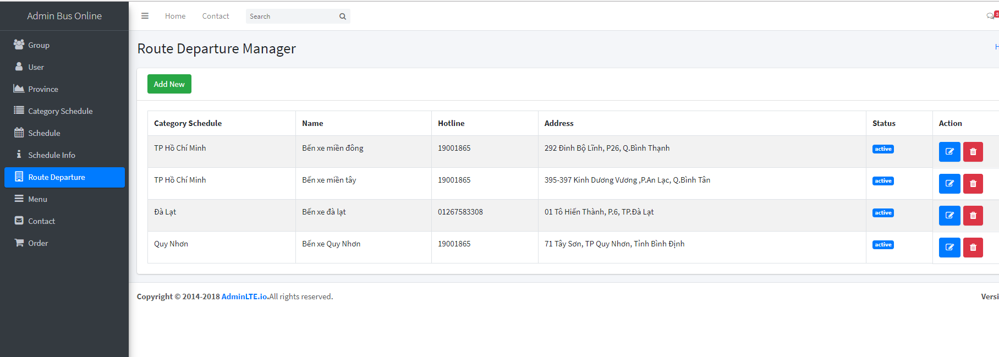 Admin Bus Online
Home Contact Search 3
Group
User
Province
Category Schedule
Schedule
Schedule Info
Route Departure
Menu
Contact
Order
Route Departure Manager H
Add New
Category Schedule Name Hotline Address Status Action
TP Hồ Chí Minh Bến xe miền đông 19001865 292 Đinh Bộ Lĩnh, P26, Q.Bình Thạnh active
TP Hồ Chí Minh Bến xe miền tây 19001865 395-397 Kinh Dương Vương ,P.An Lạc, Q.Bình Tân active
Đà Lạt Bến xe đà lạt 01267583308 01 Tô Hiến Thành, P.6, TP.Đà Lạt active
Quy Nhơn Bến xe Quy Nhơn 19001865 71 Tây Sơn, TP Quy Nhơn, Tỉnh Bình Định active
Copyright © 2014-2018 AdminLTE.io.All rights reserved. Versi